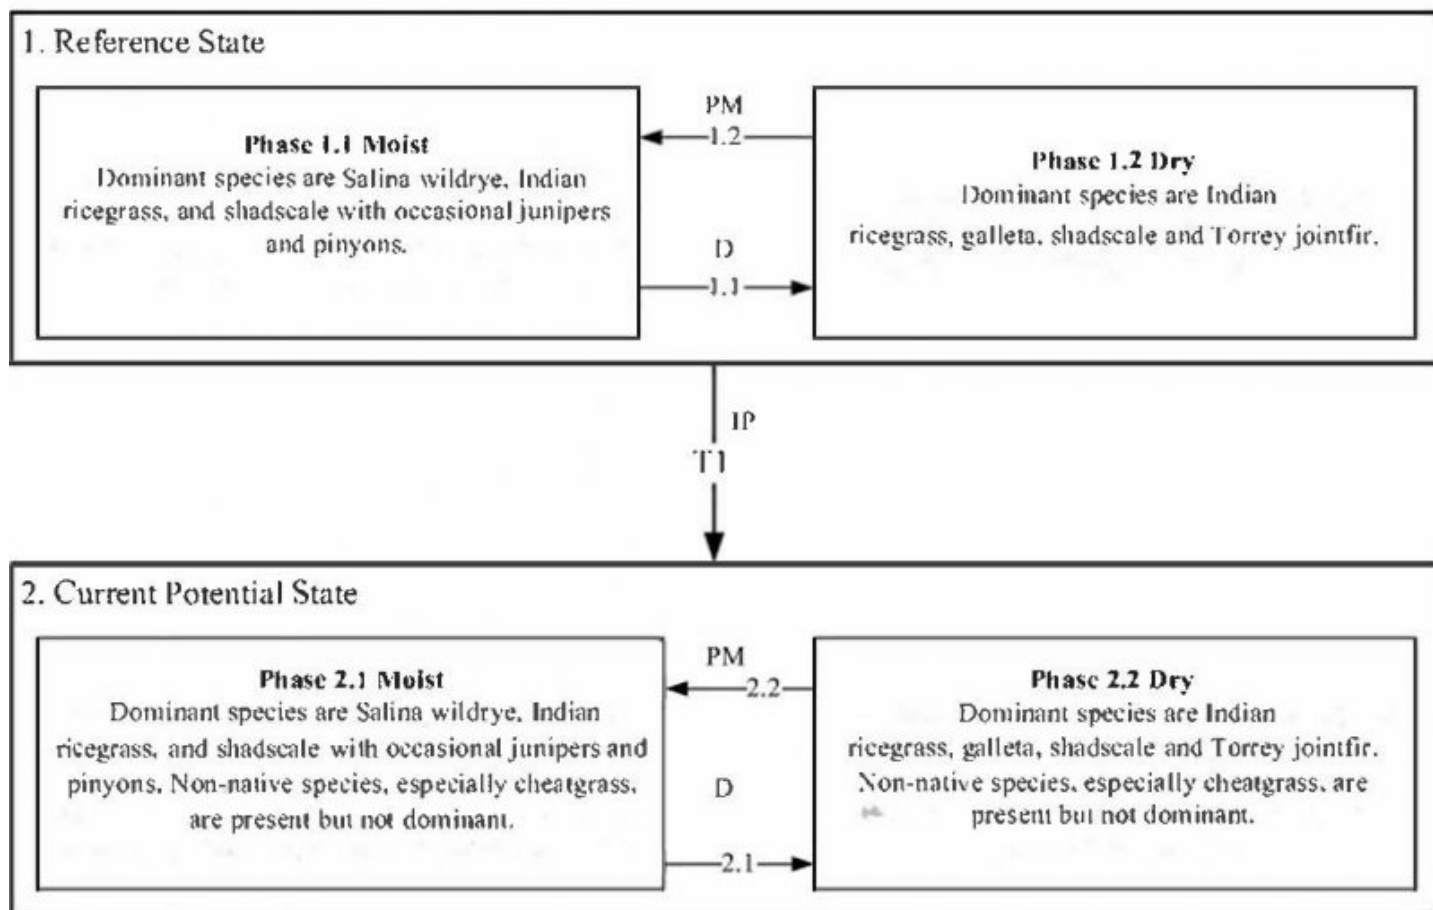 1. Reference State
Phase 1.1 Moist
Dominant species are Salina wildrye, Indian
ricegrass, and shadscale with occasional junipers
and pinyons.
PM
1.2
D
1.1
Phase 1.2 Dry
Dominant species are Indian
ricegrass, galleta, shadscale and Torrey jointfir.
IP
T1
2. Current Potential State
Phase 2.1 Moist
Dominant species are Salina wildrye, Indian
ricegrass, and shadscale with occasional junipers and
pinyons. Non-native species, especially cheatgrass,
are present but not dominant.
PM
2.2
D
2.1
Phase 2.2 Dry
Dominant species are Indian
ricegrass, galleta, shadscale and Torrey jointfir.
Non-native species, especially cheatgrass, are
present but not dominant.